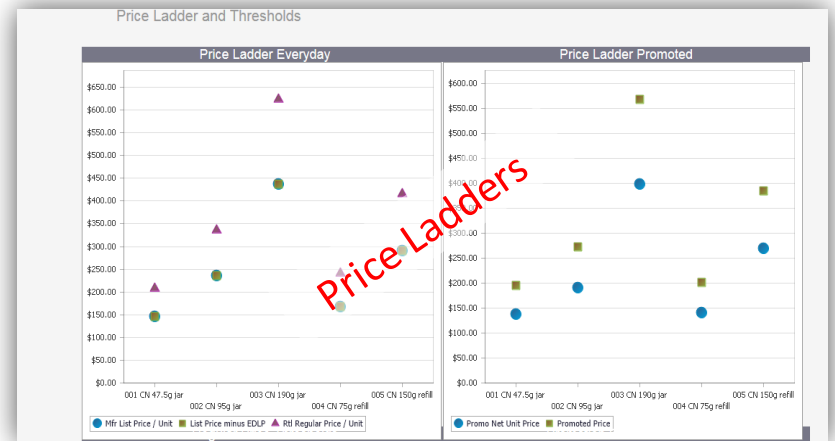 Price Ladder and Thresholds
Price Ladder Everyday
$650.00
$600.00
$550.00
$500.00
$450.00
$400.00
$350.00
$300.00
$250.00
$200.00
$150.00
$100.00
$50.00
$0.00
001 CN 47.5g jar
002 CN 95g jar
003 CN 190g jar
004 CN 75g refill
005 CN 150g refill
Mfr List Price / Unit List Price minus EDLP Rtl Regular Price / Unit
Price Ladder Promoted
$600.00
$550.00
$500.00
$450.00
$400.00
$300.00
$250.00
$200.00
$150.00
$100.00
$50.00
$0.00
001 CN 47.5g jar
002 CN 95g jar
003 CN 190g jar
004 CN 75g refill
005 CN 150g refill
Promo Net Unit Price Promoted Price
Price Ladders